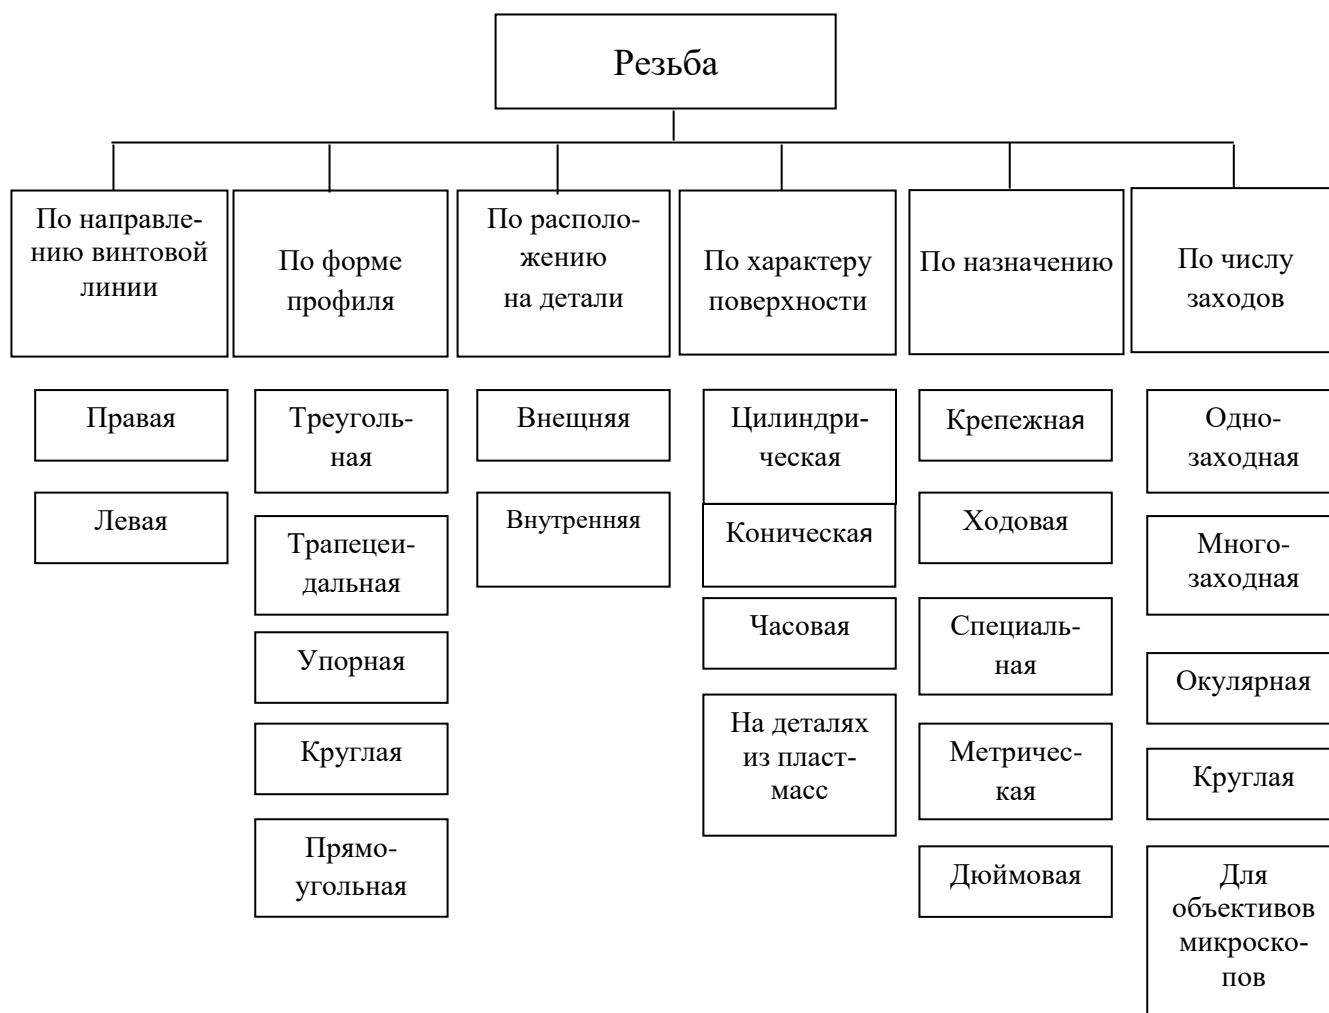 Резьба
По направле-
нию винтовой
линии
По форме
профиля
По располо-
жению
на детали
По характеру
поверхности
По назначению
По числу
заходов
Правая
Левая
Треуголь-
ная
Трапецеи-
дальная
Упорная
Круглая
Прямо-
угольная
Внещняя
Внутренняя
Цилиндри-
ческая
Коническая
Часовая
На деталях
из пласт-
масс
Крепежная
Ходовая
Специаль-
ная
Метричес-
кая
Дюймовая
Одно-
заходная
Много-
заходная
Окулярная
Круглая
Для
объективов
микроско-
пов